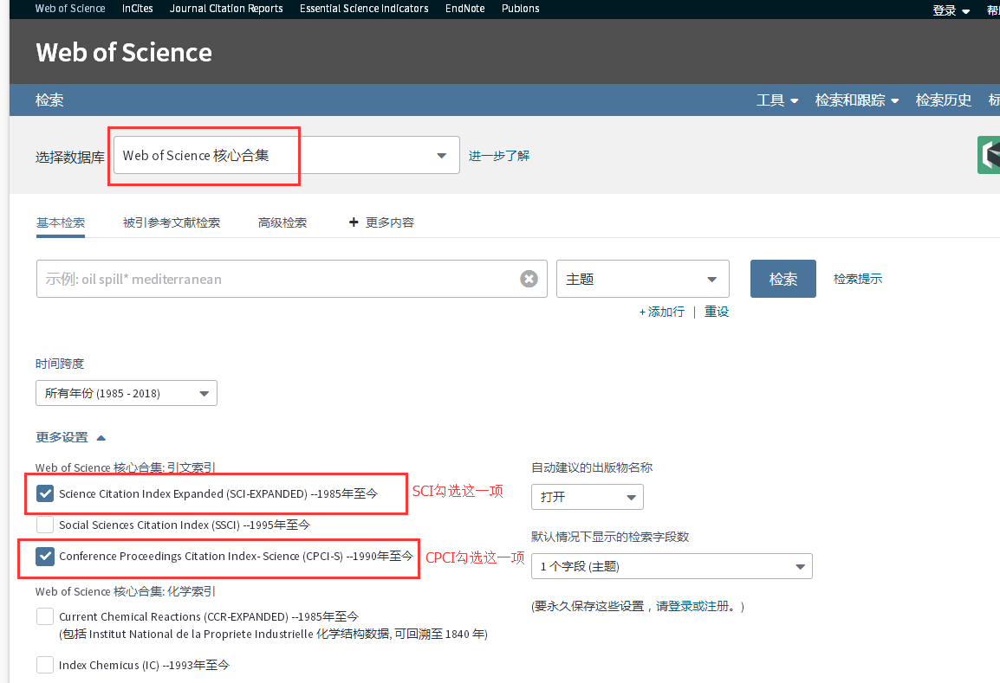 Web of Science InCites Journal Citation Reports Essential Science Indicators EndNote Publons 登录 帮
Web of Science
检索 工具 检索和跟踪 检索历史 标
选择数据库 Web of Science 核心合集 进一步了解
基本检索 被引参考文献检索 高级检索 + 更多内容
示例: oil spill* mediterranean 主题 检索 检索提示
+ 添加行 | 重设
时间跨度
所有年份 (1985 - 2018)
更多设置
Web of Science 核心合集: 引文索引 自动建议的出版物名称
Science Citation Index Expanded (SCI-EXPANDED) --1985年至今 SCI勾选这一项 打开
Social Sciences Citation Index (SSCI) --1995年至今
默认情况下显示的检索字段数
Conference Proceedings Citation Index- Science (CPCI-S) --1990年至今 CPCI勾选这一项 1 个字段 (主题)
Web of Science 核心合集: 化学索引
(要永久保存这些设置，请登录或注册。)
Current Chemical Reactions (CCR-EXPANDED) --1985年至今
(包括 Institut National de la Propriete Industrielle 化学结构数据, 可回溯至 1840 年)
Index Chemicus (IC) --1993年至今